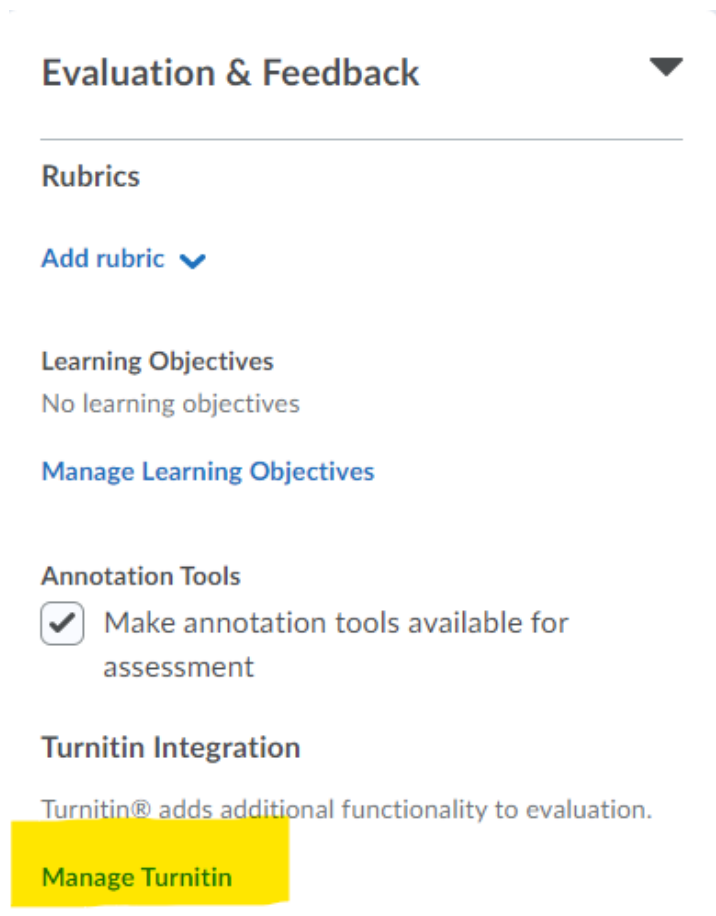 Evaluation & Feedback
Rubrics
Add rubric
Learning Objectives
No learning objectives
Manage Learning Objectives
Annotation Tools
Make annotation tools available for
assessment
Turnitin Integration
Turnitin® adds additional functionality to evaluation.
Manage Turnitin